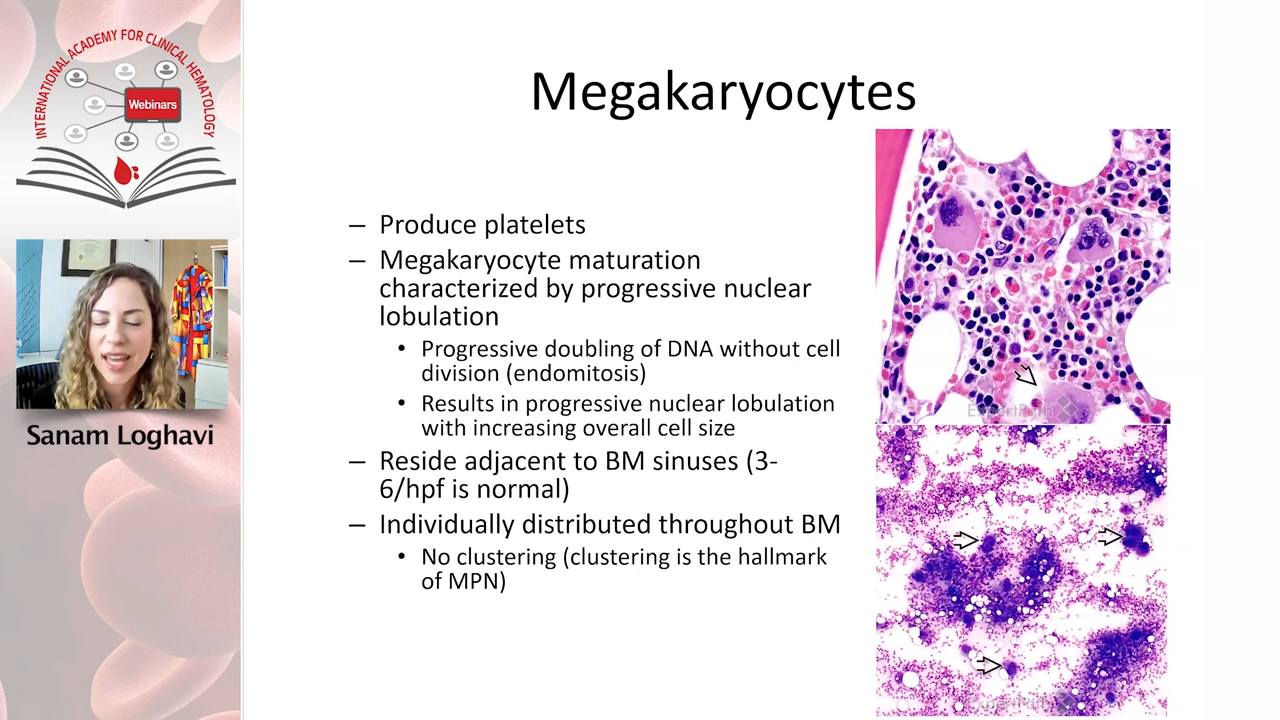 INTERNATIONAL ACADEMY FOR CLINICAL HEMATOLOGY
Webinars
Sanam Loghavi
Megakaryocytes
– Produce platelets
– Megakaryocyte maturation
characterized by progressive nuclear
lobulation
• Progressive doubling of DNA without cell
division (endomitosis)
• Results in progressive nuclear lobulation
with increasing overall cell size
– Reside adjacent to BM sinuses (3-
6/hpf is normal)
– Individually distributed throughout BM
• No clustering (clustering is the hallmark
of MPN)
ExpertPath
ExpertPath